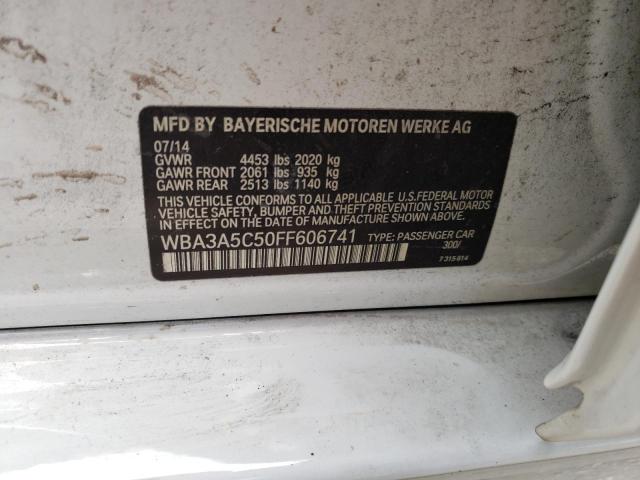 MFD BY BAYERISCHE MOTOREN WERKE AG
07/14
GVWR 4453 lbs 2020 kg
GAWR FRONT 2061 lbs 935 kg
GAWR REAR 2513 lbs 1140 kg
THIS VEHICLE CONFORMS TO ALL APPLICABLE U.S. FEDERAL MOTOR
VEHICLE SAFETY, BUMPER AND THEFT PREVENTION STANDARDS
IN EFFECT ON THE DATE OF MANUFACTURE SHOWN ABOVE.
WBA3A5C50FF606741 TYPE: PASSENGER CAR
300/
7 315 814